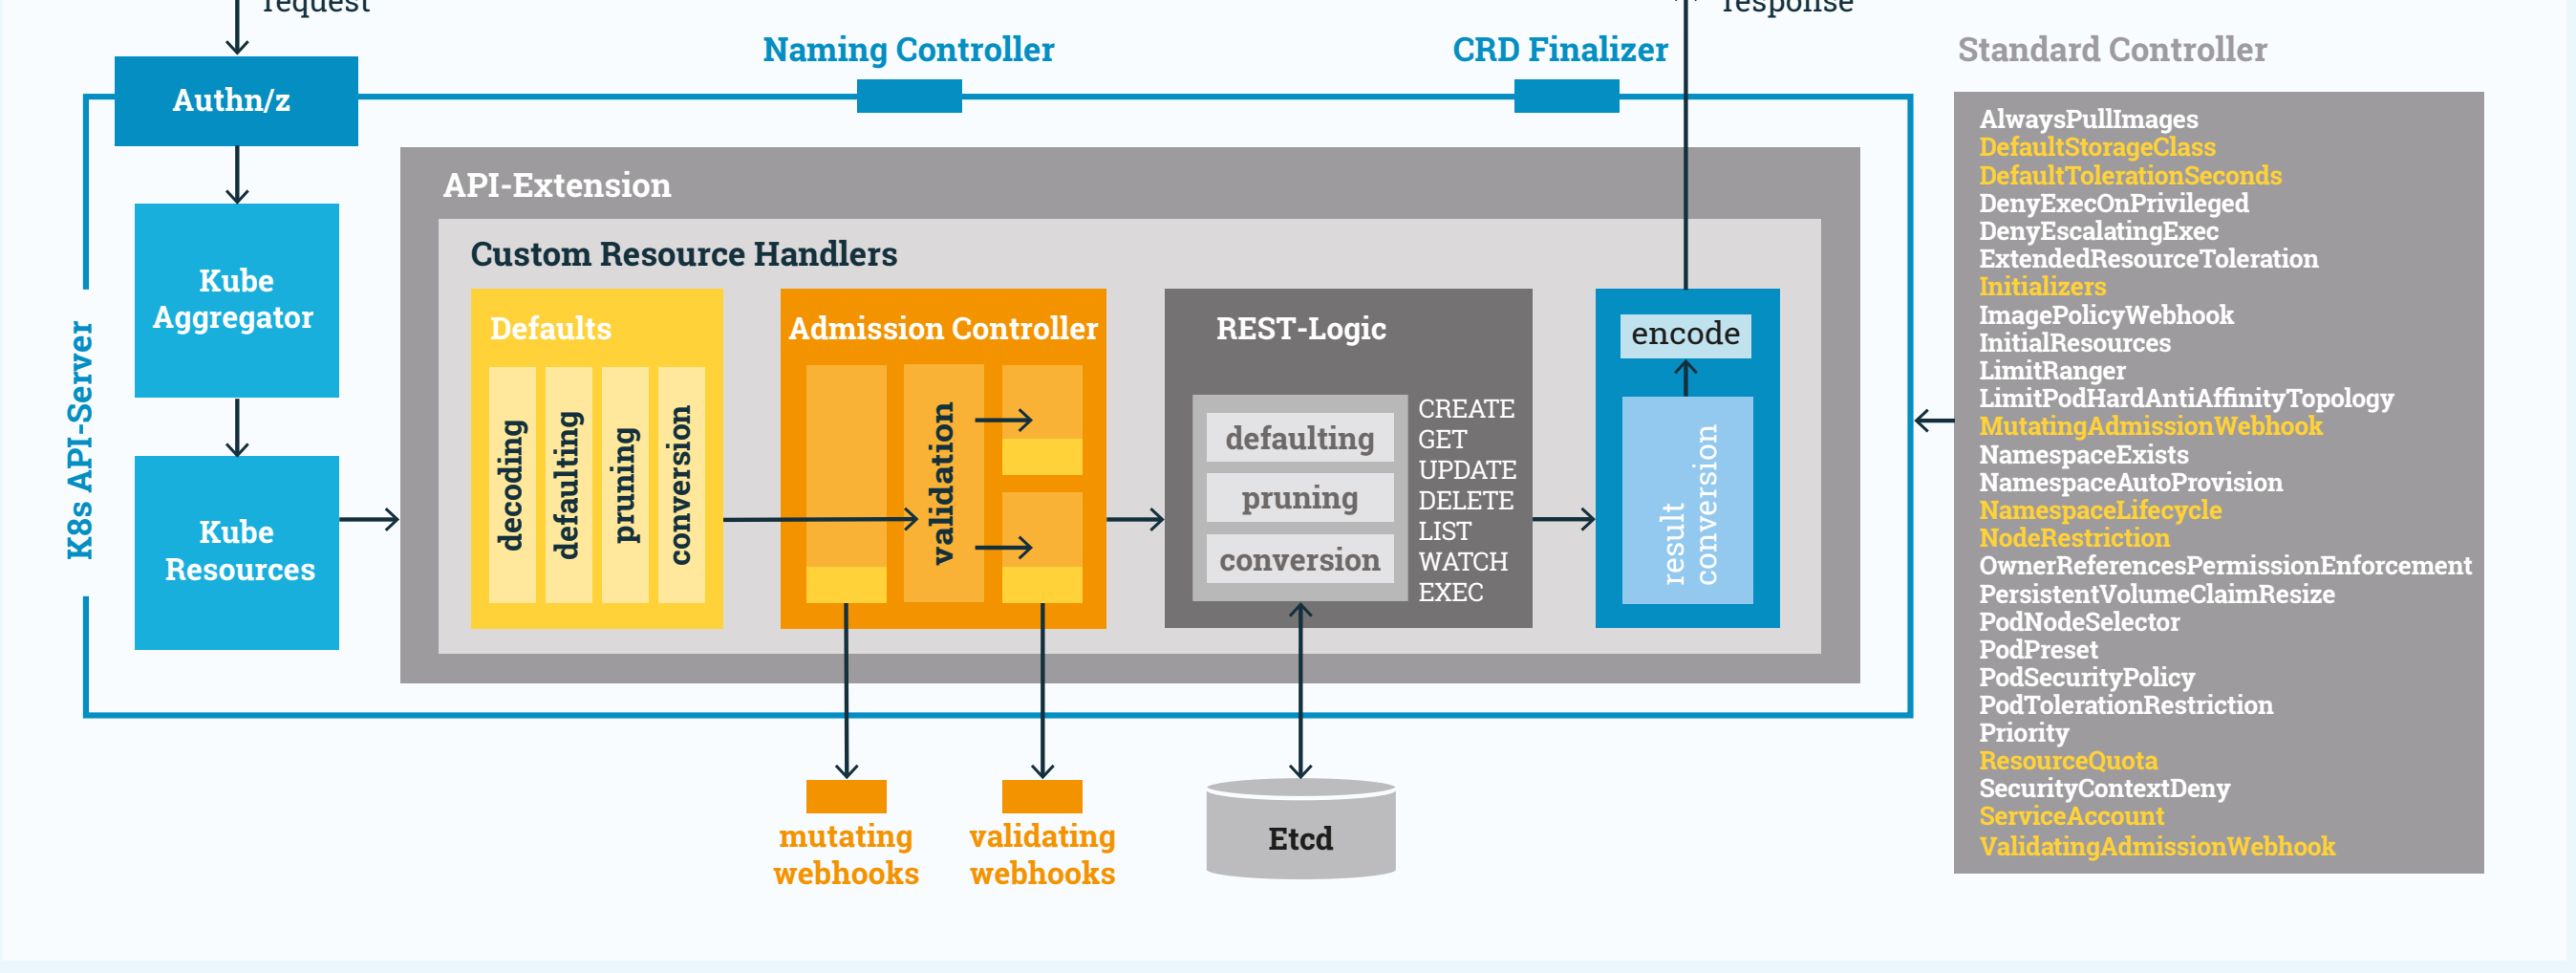 request
response
Naming Controller
CRD Finalizer
Standard Controller
Authn/z
Kube
Aggregator
Kube
Resources
K8s API-Server
API-Extension
Custom Resource Handlers
Defaults
decoding
defaulting
pruning
conversion
Admission Controller
validation
REST-Logic
defaulting
pruning
conversion
CREATE
GET
UPDATE
DELETE
LIST
WATCH
EXEC
encode
result
conversion
mutating
webhooks
validating
webhooks
Etcd
AlwaysPullImages
DefaultStorageClass
DefaultTolerationSeconds
DenyExecOnPrivileged
DenyEscalatingExec
ExtendedResourceToleration
Initializers
ImagePolicyWebhook
InitialResources
LimitRanger
LimitPodHardAntiAffinityTopology
MutatingAdmissionWebhook
NamespaceExists
NamespaceAutoProvision
NamespaceLifecycle
NodeRestriction
OwnerReferencesPermissionEnforcement
PersistentVolumeClaimResize
PodNodeSelector
PodPreset
PodSecurityPolicy
PodTolerationRestriction
Priority
ResourceQuota
SecurityContextDeny
ServiceAccount
ValidatingAdmissionWebhook